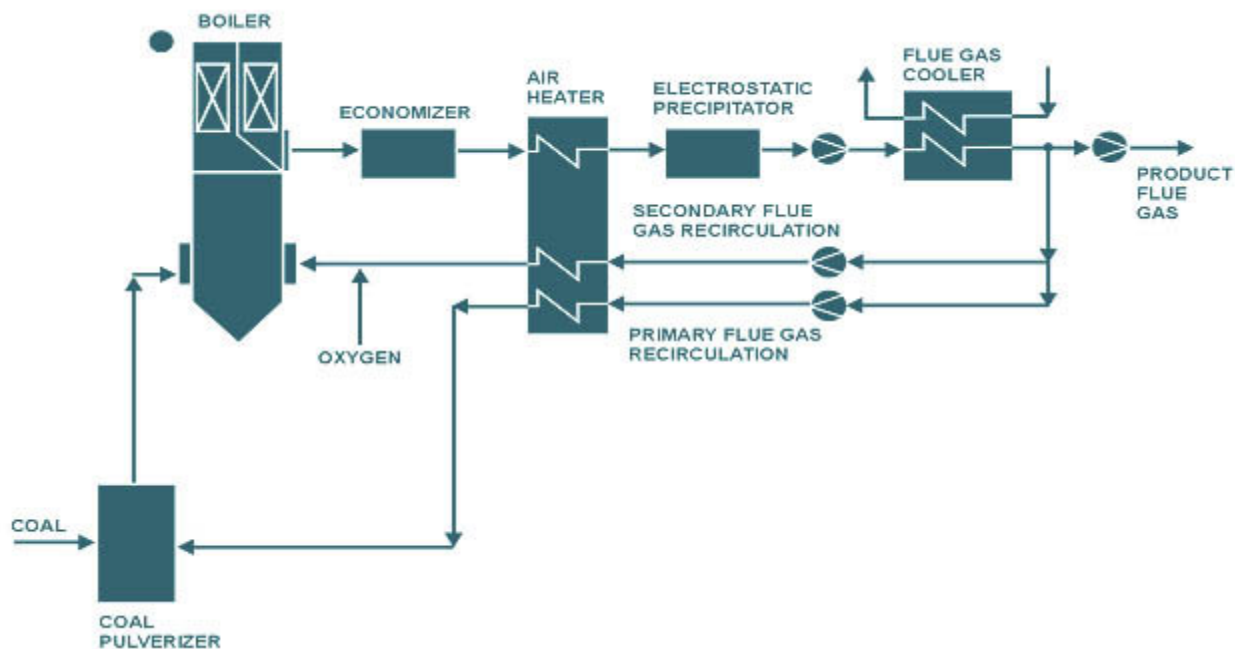 BOILER
ECONOMIZER
AIR
HEATER
ELECTROSTATIC
PRECIPITATOR
FLUE GAS
COOLER
PRODUCT
FLUE
GAS
SECONDARY FLUE
GAS RECIRCULATION
PRIMARY FLUE GAS
RECIRCULATION
OXYGEN
COAL
COAL
PULVERIZER